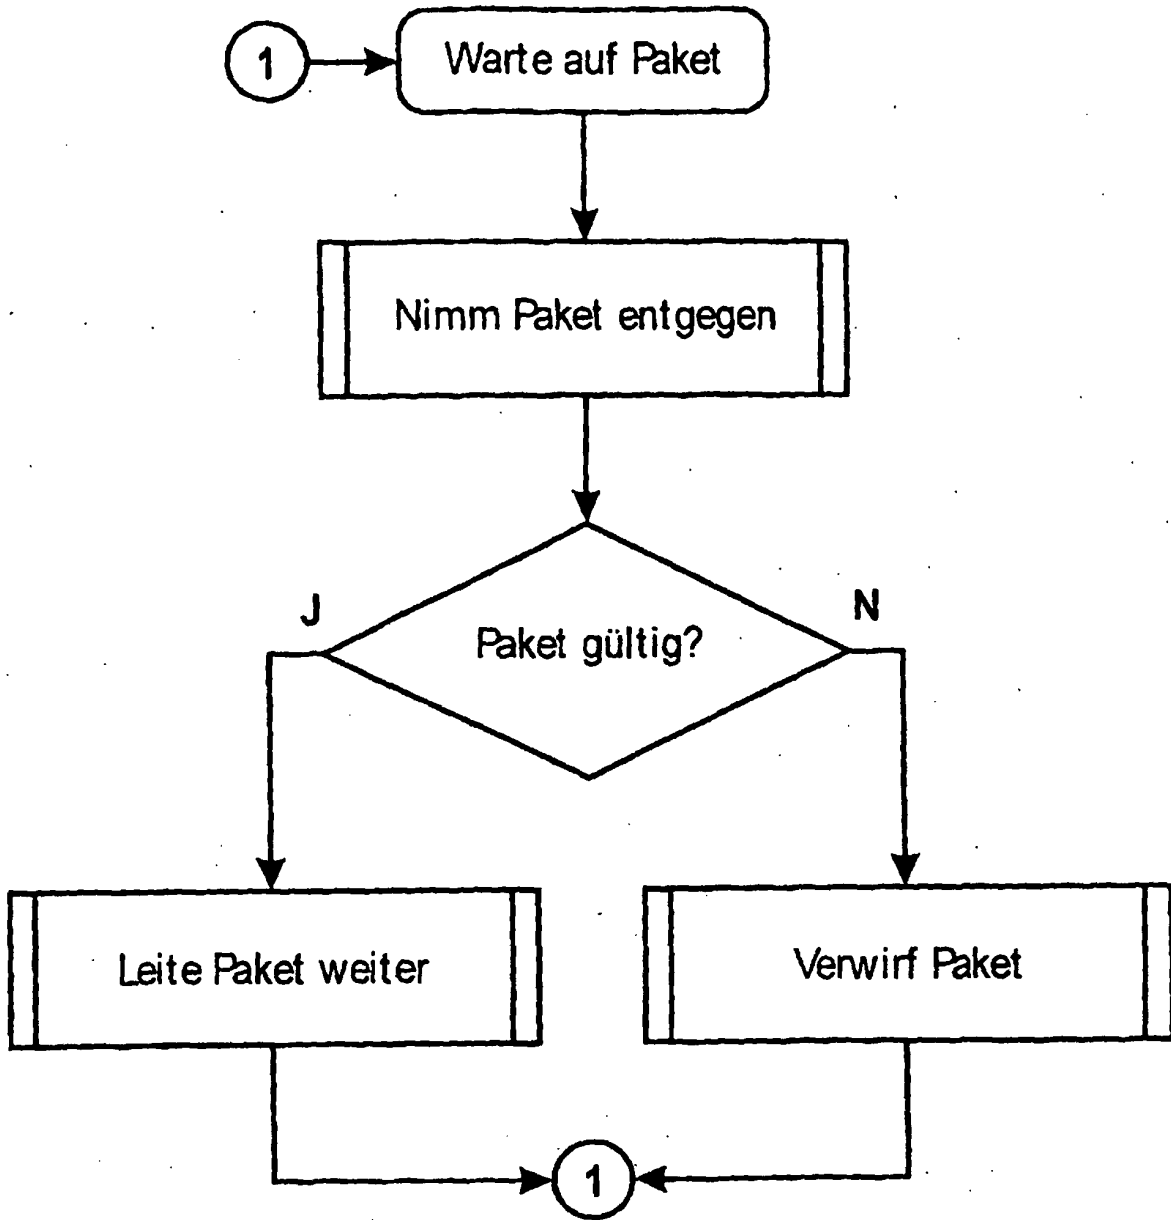 1
Warte auf Paket
Nimm Paket entgegen
J
N
Paket gültig?
Leite Paket weiter
Verwirf Paket
1